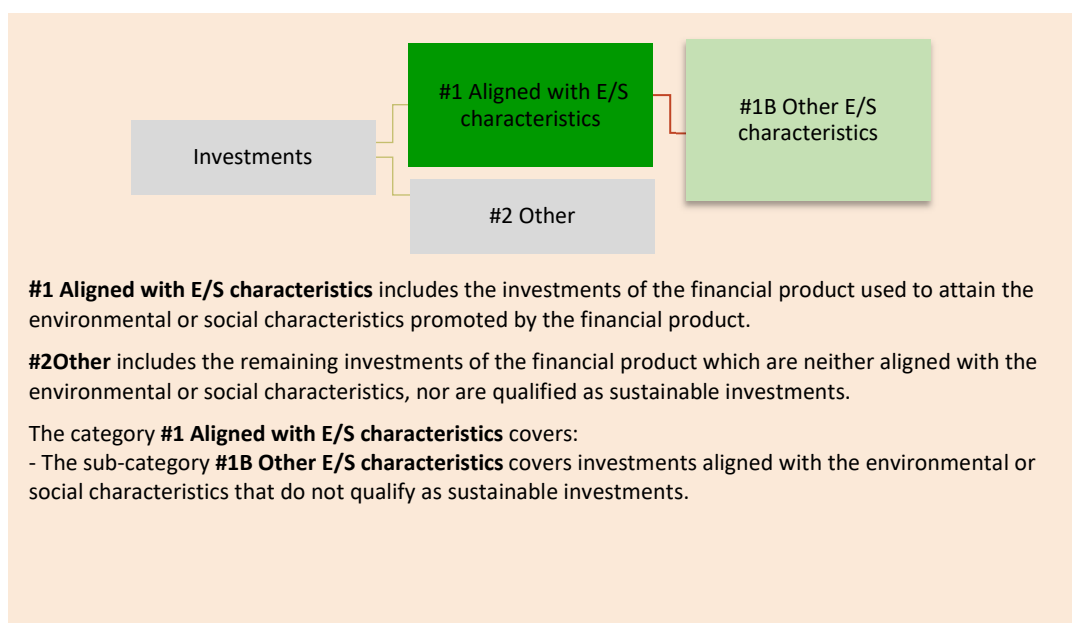 #1 Aligned with E/S
characteristics
#1B Other E/S
characteristics
Investments
#2 Other
#1 Aligned with E/S characteristics includes the investments of the financial product used to attain the
environmental or social characteristics promoted by the financial product.
#2Other includes the remaining investments of the financial product which are neither aligned with the
environmental or social characteristics, nor are qualified as sustainable investments.
The category #1 Aligned with E/S characteristics covers:
- The sub-category #1B Other E/S characteristics covers investments aligned with the environmental or
social characteristics that do not qualify as sustainable investments.